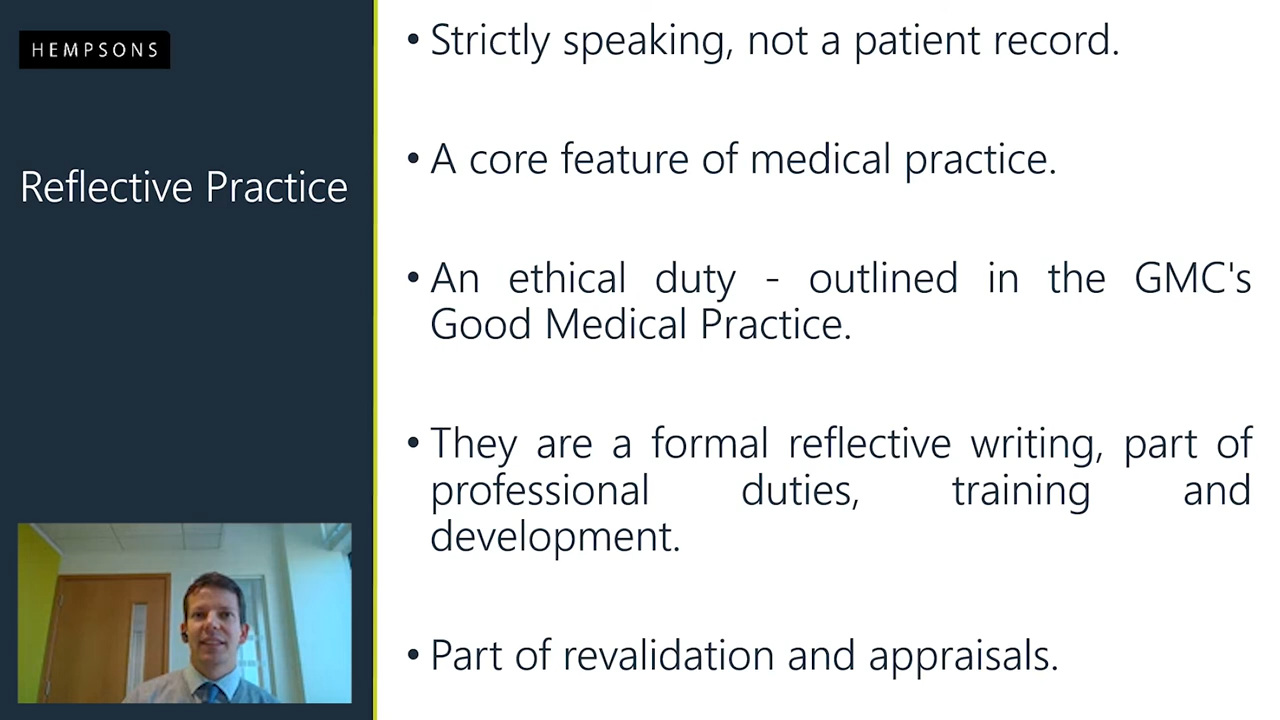 HEMPSONS
Reflective Practice
• Strictly speaking, not a patient record.
• A core feature of medical practice.
• An ethical duty - outlined in the GMC's
Good Medical Practice.
• They are a formal reflective writing, part of
professional duties, training and
development.
• Part of revalidation and appraisals.